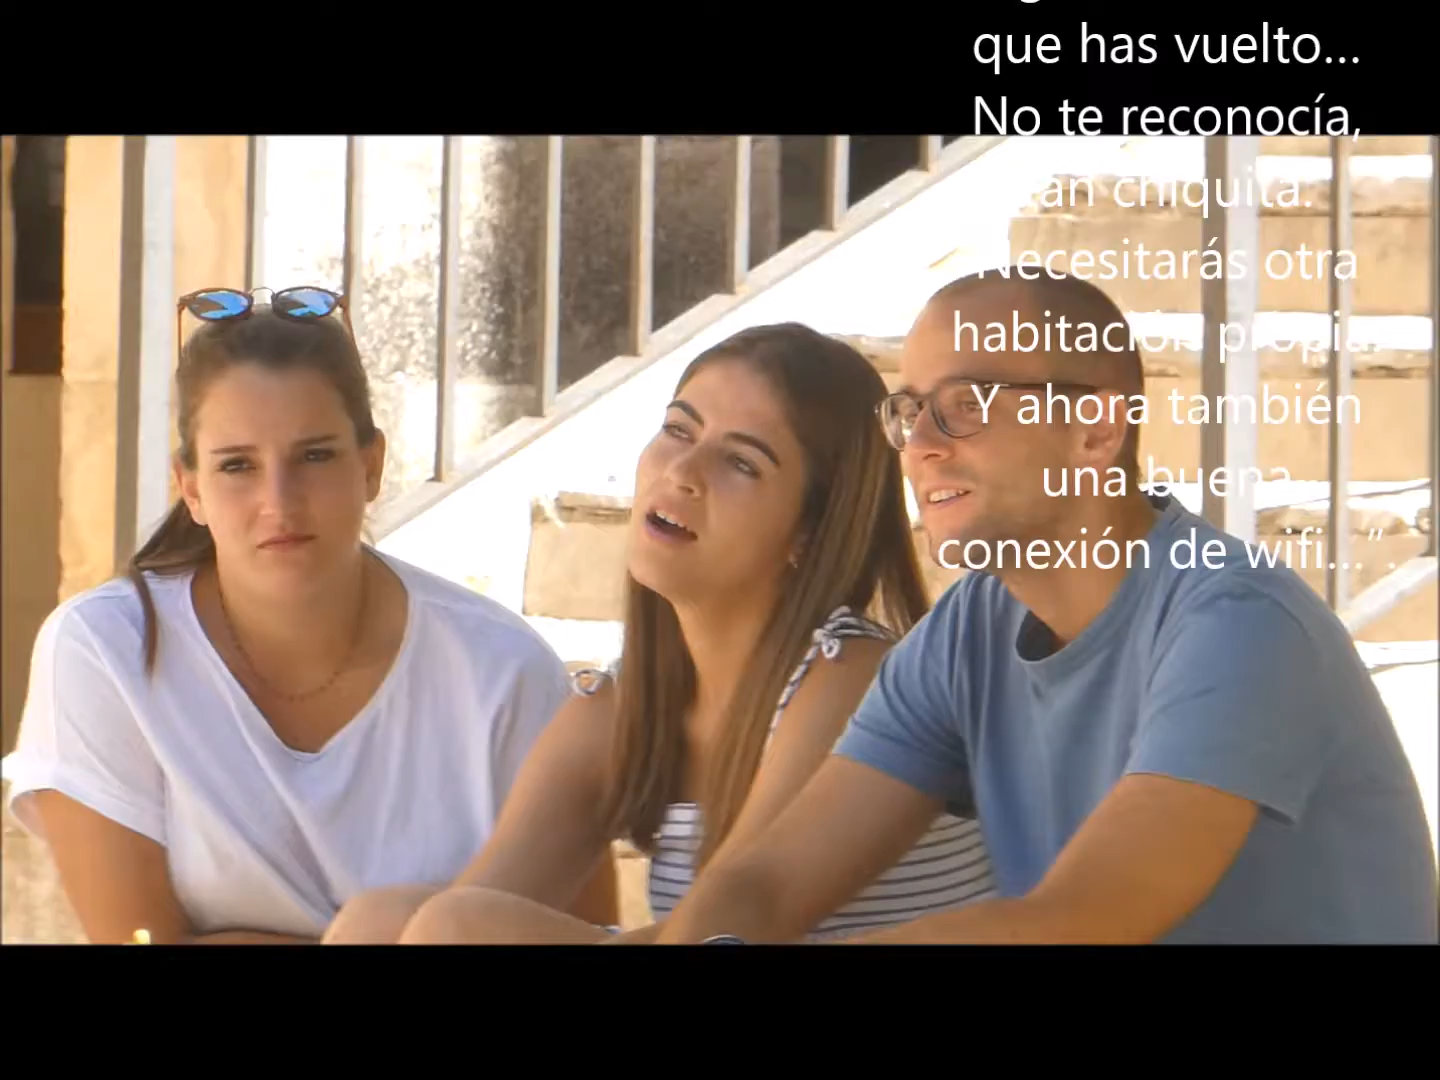 que has vuelto...
No te reconocía,
tan chiquita.
Necesitarás otra
habitación propia.
Y ahora también
una buena
conexión de wifi...”.